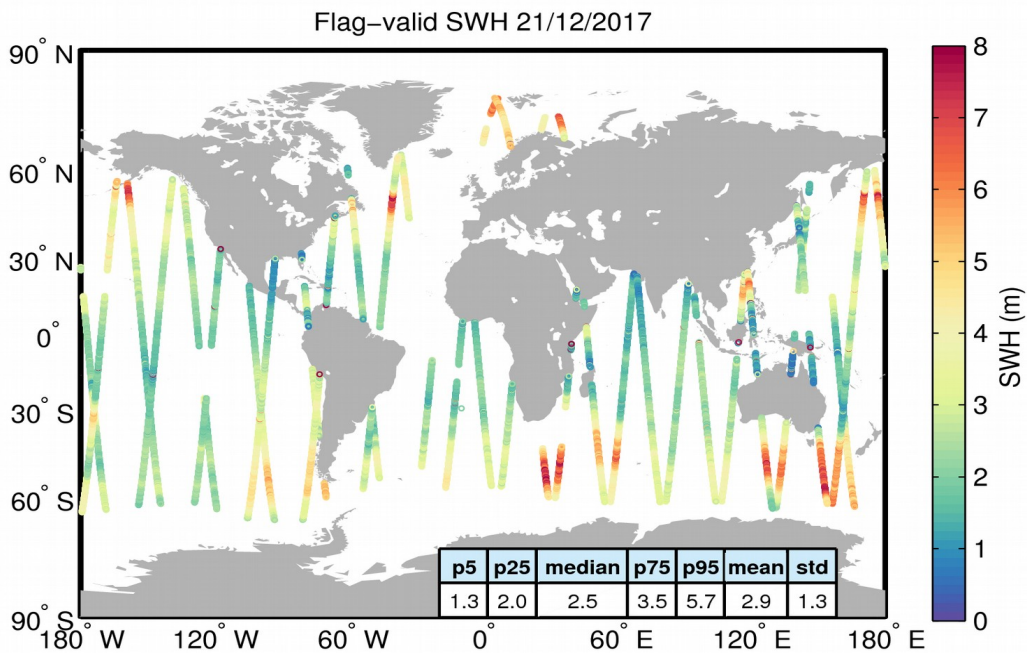 Flag−valid SWH 21/12/2017
90° N
60° N
30° N
0°
30° S
60° S
90° S
180° W
120° W
60° W
0°
60° E
120° E
180° E
8
7
6
5
4
3
2
1
0
SWH (m)
p5 p25 median p75 p95 mean std
1.3 2.0 2.5 3.5 5.7 2.9 1.3